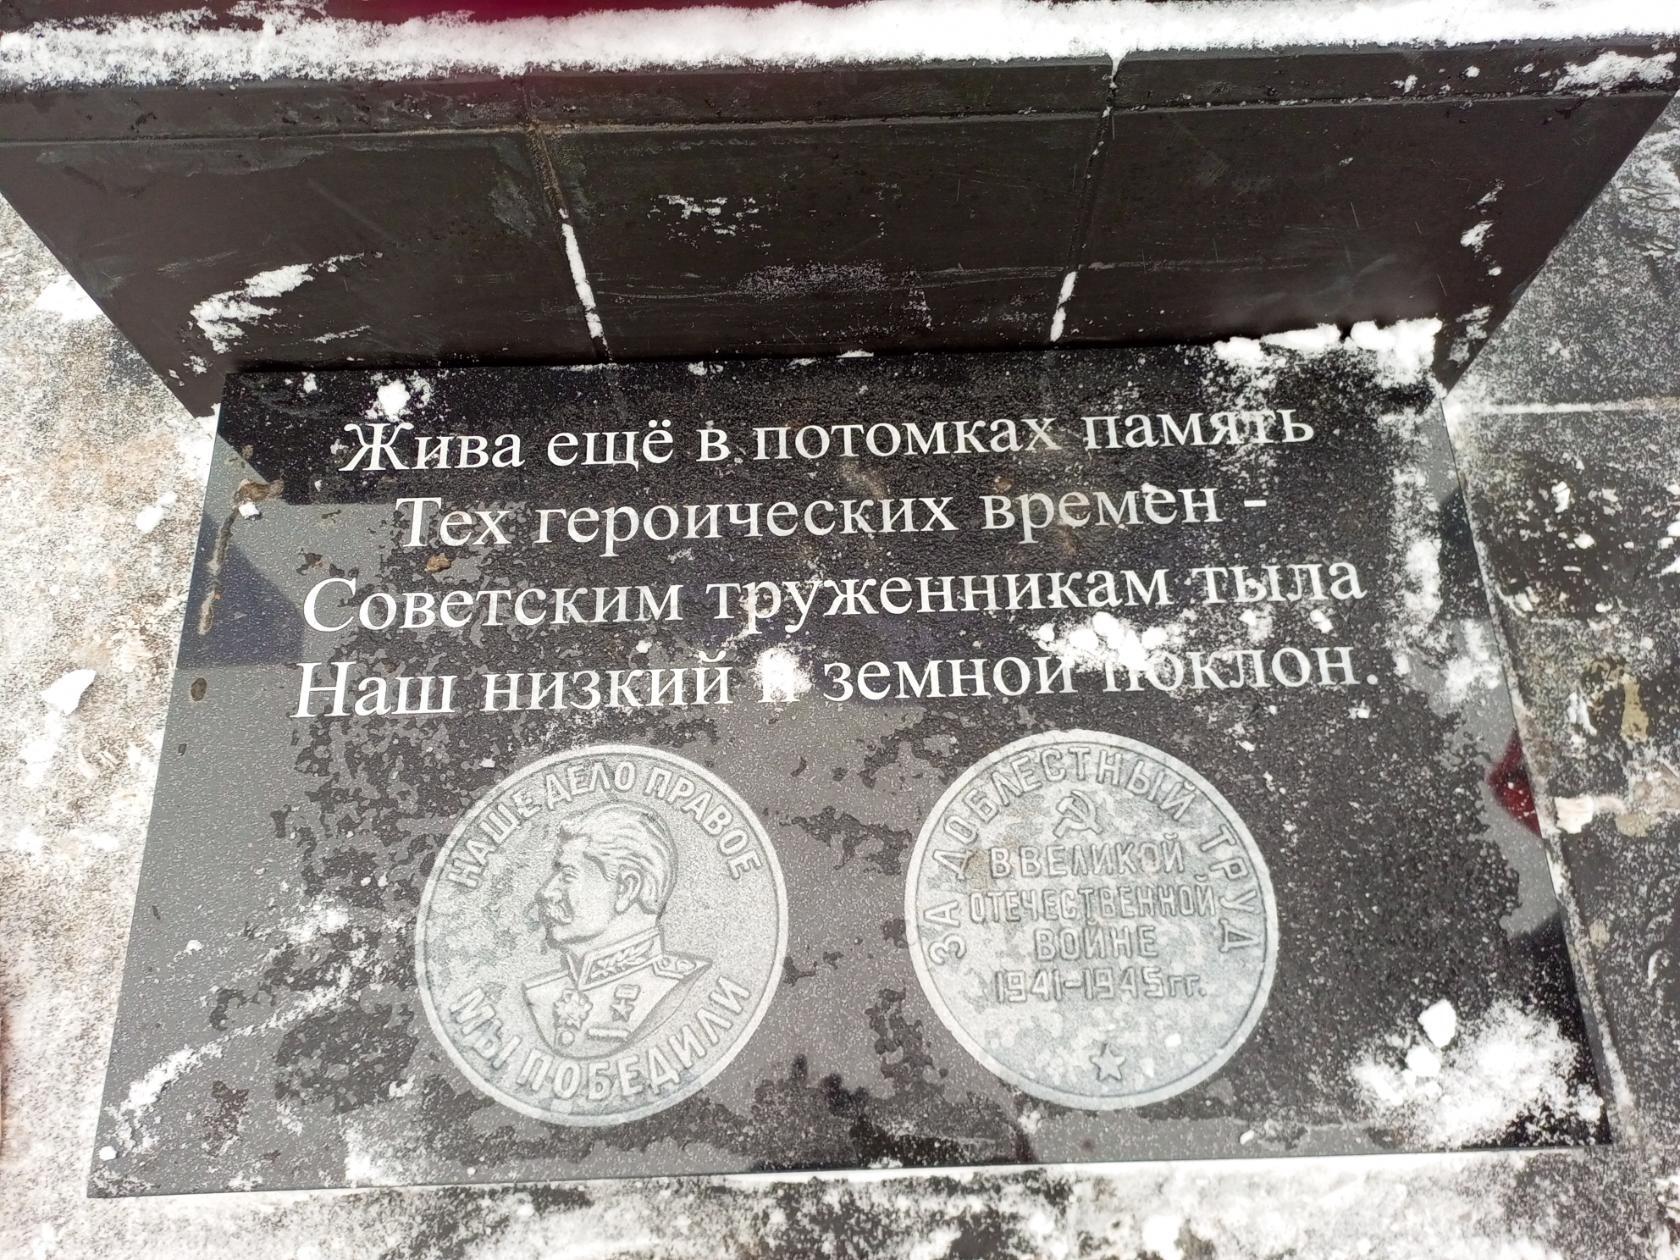 Жива ещё в потомках память
Тех героических времен -
Советским труженникам тыла
Наш низкий и земной поклон.
НАШЕ ДЕЛО ПРАВОЕ
МЫ ПОБЕДИЛИ
ЗА ДОБЛЕСТНЫЙ ТРУД
В ВЕЛИКОЙ
ОТЕЧЕСТВЕННОЙ
ВОЙНЕ
1941-1945 гг.